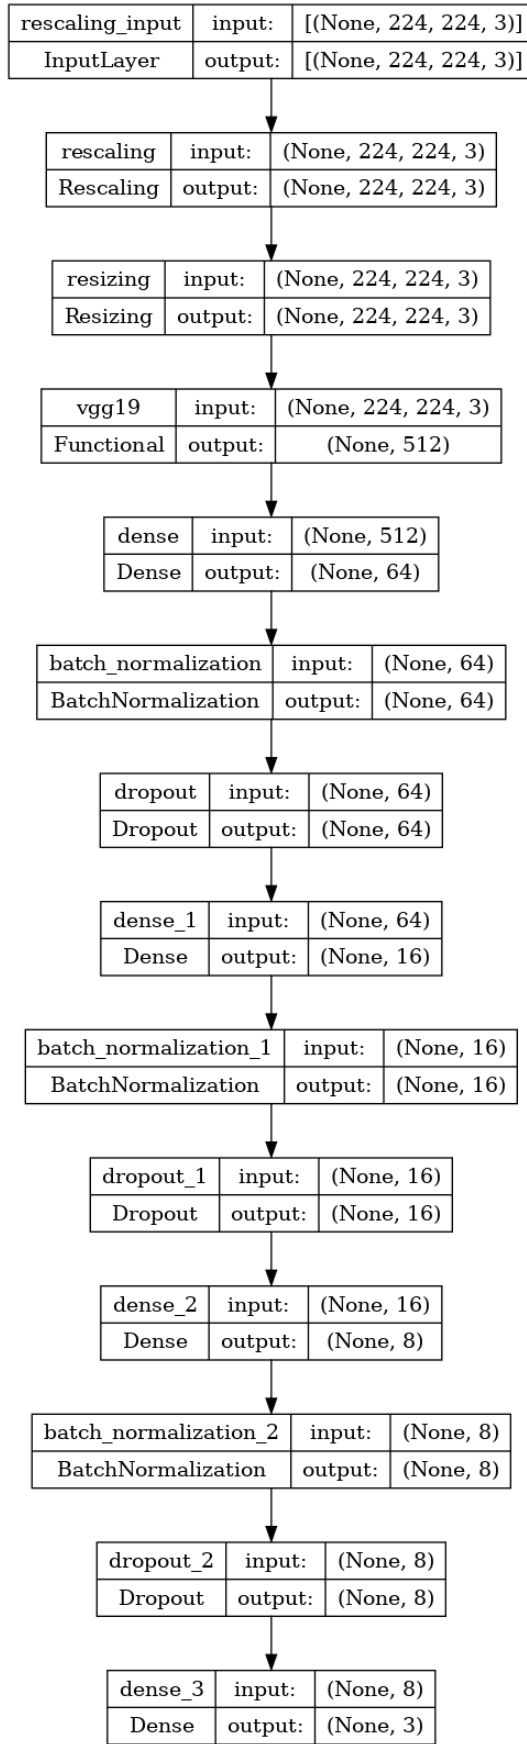 rescaling_input input: [(None, 224, 224, 3)]
InputLayer output: [(None, 224, 224, 3)]
rescaling input: (None, 224, 224, 3)
Rescaling output: (None, 224, 224, 3)
resizing input: (None, 224, 224, 3)
Resizing output: (None, 224, 224, 3)
vgg19 input: (None, 224, 224, 3)
Functional output: (None, 512)
dense input: (None, 512)
Dense output: (None, 64)
batch_normalization input: (None, 64)
BatchNormalization output: (None, 64)
dropout input: (None, 64)
Dropout output: (None, 64)
dense_1 input: (None, 64)
Dense output: (None, 16)
batch_normalization_1 input: (None, 16)
BatchNormalization output: (None, 16)
dropout_1 input: (None, 16)
Dropout output: (None, 16)
dense_2 input: (None, 16)
Dense output: (None, 8)
batch_normalization_2 input: (None, 8)
BatchNormalization output: (None, 8)
dropout_2 input: (None, 8)
Dropout output: (None, 8)
dense_3 input: (None, 8)
Dense output: (None, 3)